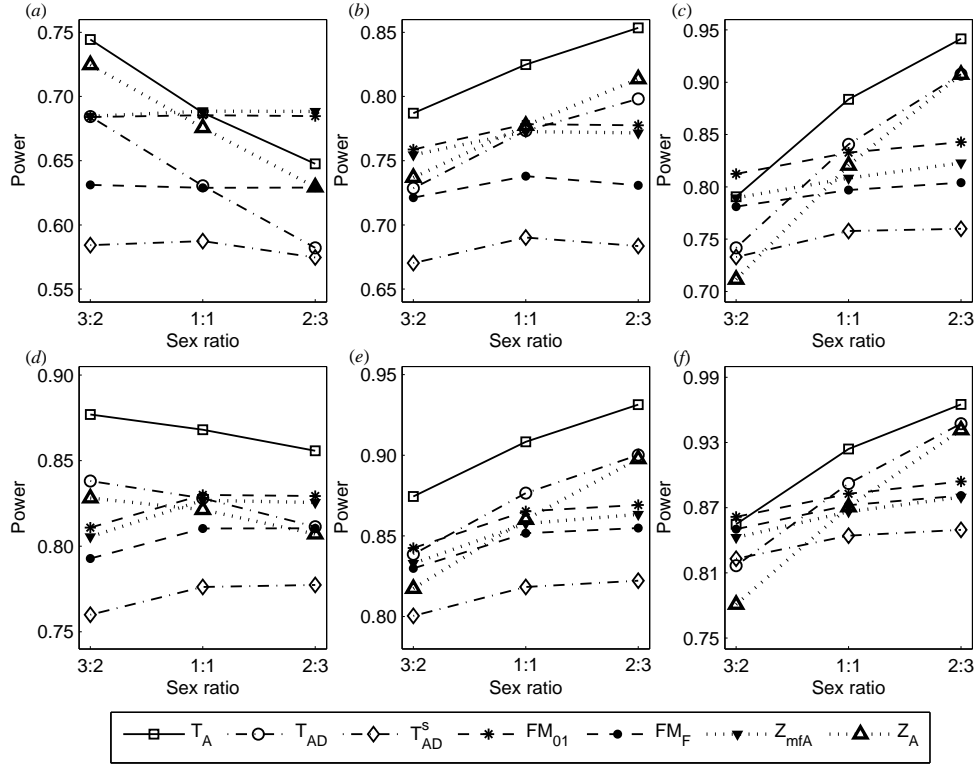 (a)
0.75
0.70
0.65
0.60
0.55
Power
3:2 1:1 2:3
Sex ratio
(b)
0.85
0.80
0.75
0.70
0.65
Power
3:2 1:1 2:3
Sex ratio
(c)
0.95
0.90
0.85
0.80
0.75
0.70
Power
3:2 1:1 2:3
Sex ratio
(d)
0.90
0.85
0.80
0.75
Power
3:2 1:1 2:3
Sex ratio
(e)
0.95
0.90
0.85
0.80
Power
3:2 1:1 2:3
Sex ratio
(f)
0.99
0.93
0.87
0.81
0.75
Power
3:2 1:1 2:3
Sex ratio
T_A T_AD T^s_AD FM_01 FM_F Z_mfA Z_A